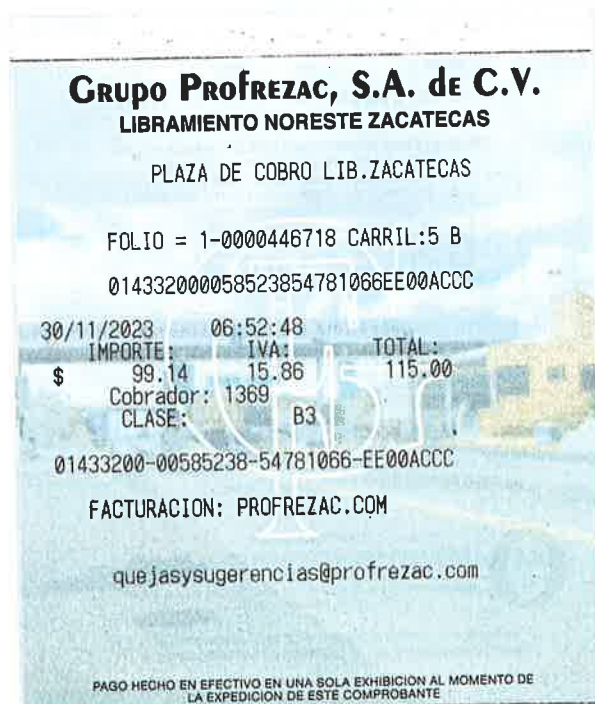 GRUPO PROFREZAC, S.A. DE C.V.
LIBRAMIENTO NORESTE ZACATECAS
PLAZA DE COBRO LIB.ZACATECAS
FOLIO = 1-0000446718 CARRIL:5 B
01433200005852385478​1066EE00ACCC
30/11/2023 06:52:48
IMPORTE: IVA: TOTAL:
$ 99.14 15.86 115.00
Cobrador: 1369
CLASE: B3
01433200-00585238-54781066-EE00ACCC
FACTURACION: PROFREZAC.COM
quejasysugerencias@profrezac.com
PAGO HECHO EN EFECTIVO EN UNA SOLA EXHIBICION AL MOMENTO DE
LA EXPEDICION DE ESTE COMPROBANTE